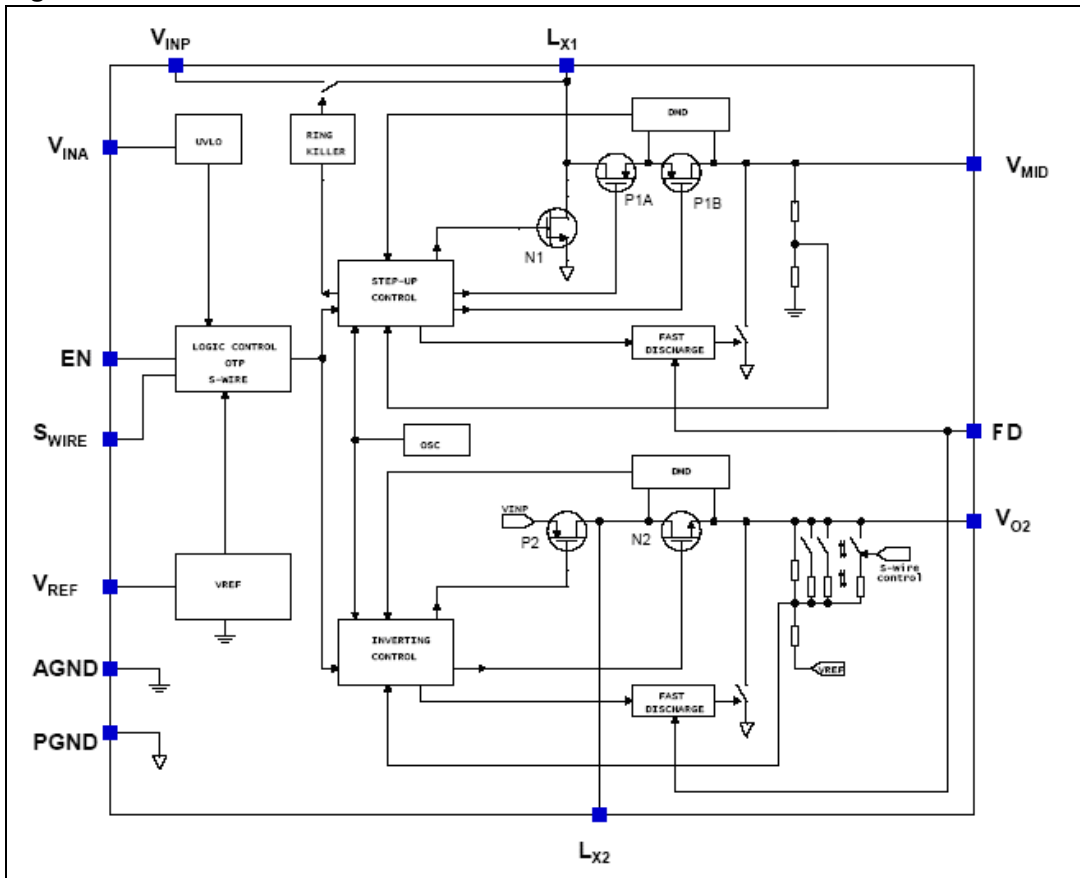 VINP
LX1
DMD
RING
KILLER
UVLO
VINA
VMID
P1A
P1B
N1
STEP-UP
CONTROL
FAST
DISCHARGE
EN
LOGIC CONTROL
OTP
S-WIRE
SWIRE
FD
OSC
DMD
VINP
P2
N2
VO2
S-wire
control
VREF
VREF
INVERTING
CONTROL
VREF
AGND
FAST
DISCHARGE
PGND
LX2